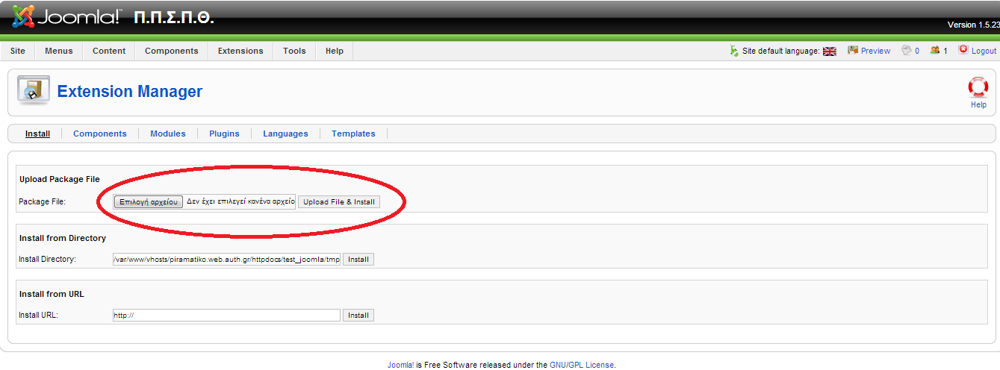 Joomla!™ Π.Π.Σ.Π.Θ.
Version 1.5.23
Site Menus Content Components Extensions Tools Help Site default language: Preview 0 1 Logout
Extension Manager
Help
Install Components Modules Plugins Languages Templates
Upload Package File
Package File: Επιλογή αρχείου Δεν έχει επιλεγεί κανένα αρχείο Upload File & Install
Install from Directory
Install Directory: /var/www/vhosts/piramatiko.web.auth.gr/httpdocs/test_joomla/tmp Install
Install from URL
Install URL: http:// Install
Joomla! is Free Software released under the GNU/GPL License.